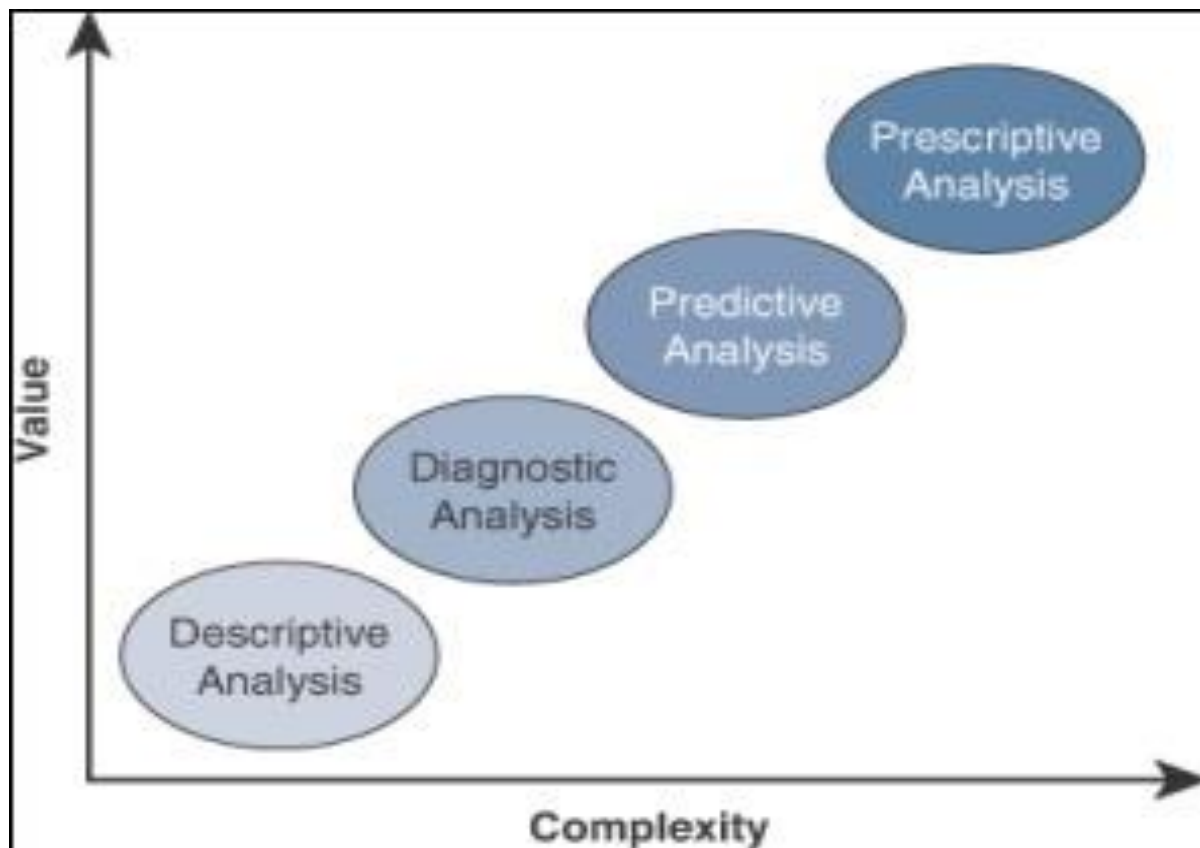 Prescriptive
Analysis
Predictive
Analysis
Value
Diagnostic
Analysis
Descriptive
Analysis
Complexity